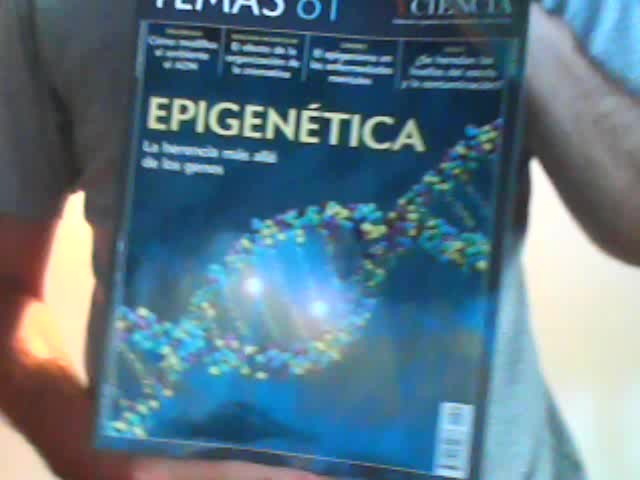 TEMAS 81
CIENCIA
Cómo modifica
el ambiente
el ADN
El efecto de la
organización de
la cromatina
El epigenoma en
las enfermedades
mentales
¿Se heredan las
huellas del estrés
y la contaminación?
EPIGENÉTICA
La herencia más allá
de los genes